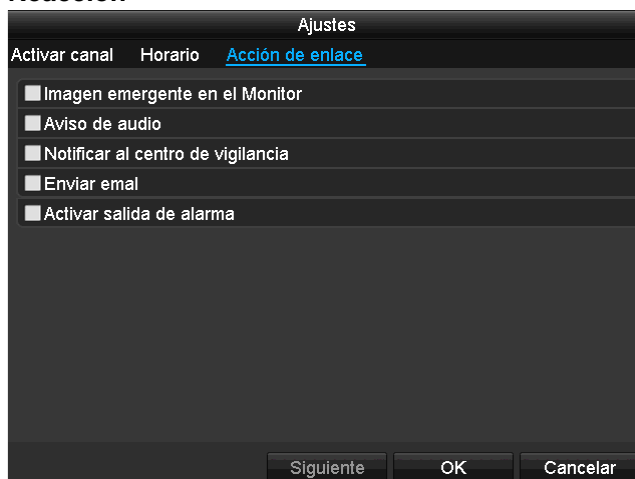 Ajustes
Activar canal Horario Acción de enlace
Imagen emergente en el Monitor
Aviso de audio
Notificar al centro de vigilancia
Enviar emal
Activar salida de alarma
Siguiente OK Cancelar